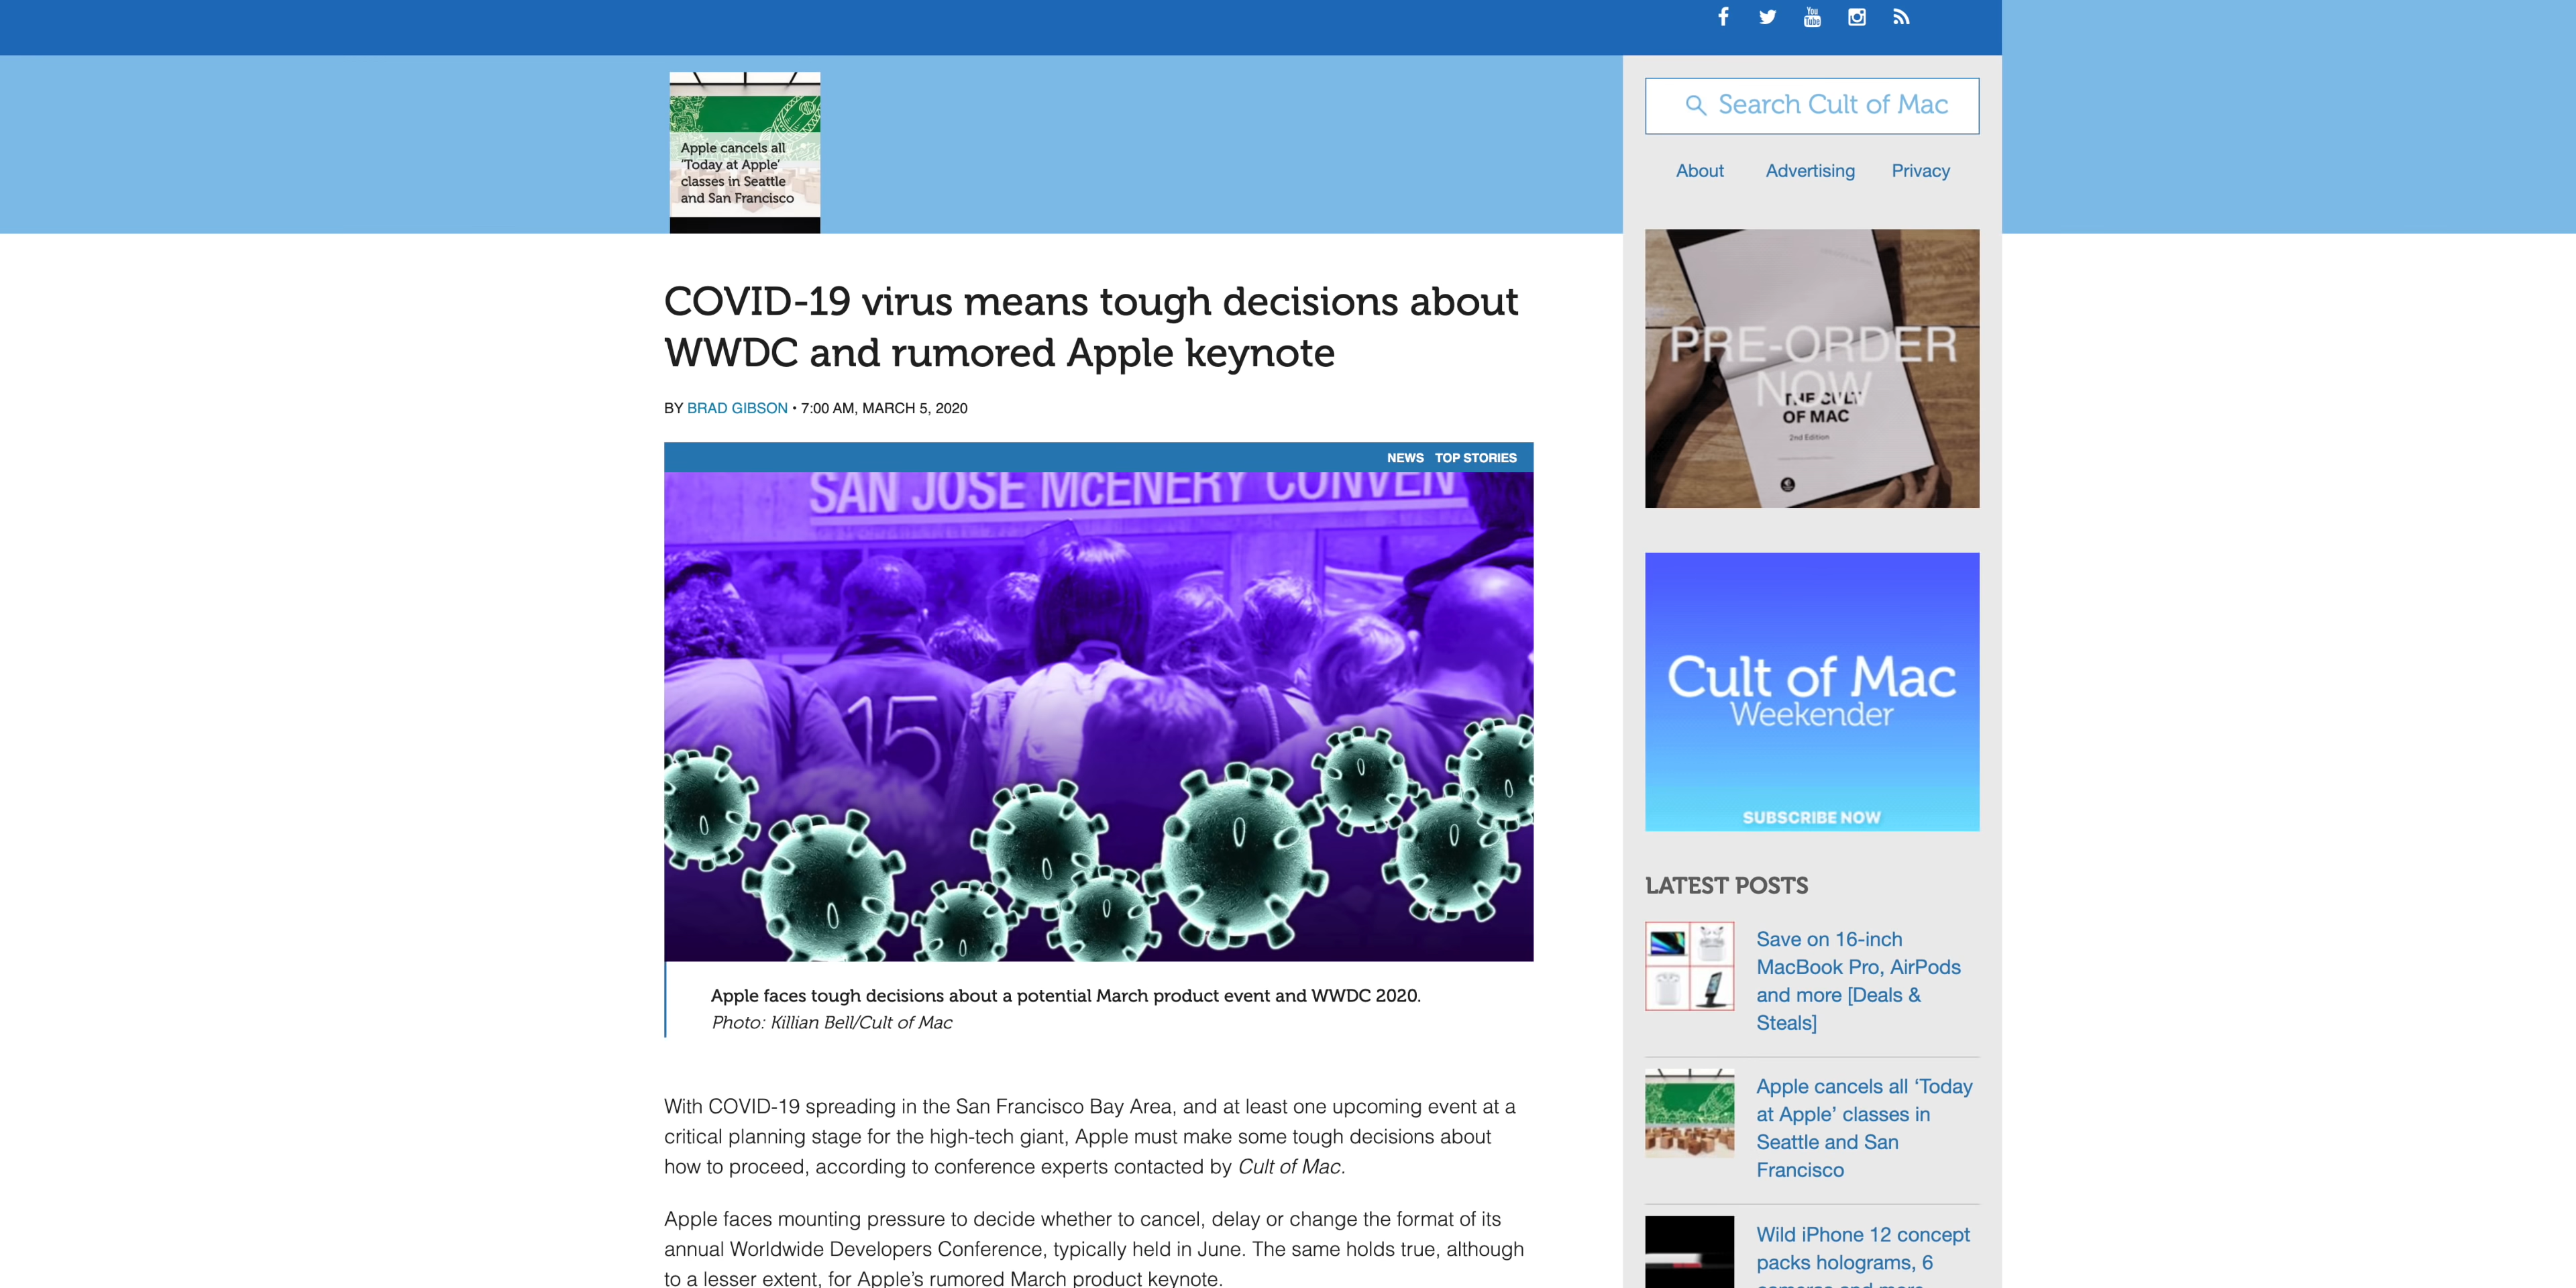 You
Tube
Apple cancels all
'Today at Apple'
classes in Seattle
and San Francisco
Search Cult of Mac
About Advertising Privacy
COVID-19 virus means tough decisions about
WWDC and rumored Apple keynote
BY BRAD GIBSON • 7:00 AM, MARCH 5, 2020
NEWS TOP STORIES
SAN JOSE MCENERY CONVEN
15
Apple faces tough decisions about a potential March product event and WWDC 2020.
Photo: Killian Bell/Cult of Mac
With COVID-19 spreading in the San Francisco Bay Area, and at least one upcoming event at a
critical planning stage for the high-tech giant, Apple must make some tough decisions about
how to proceed, according to conference experts contacted by Cult of Mac.
Apple faces mounting pressure to decide whether to cancel, delay or change the format of its
annual Worldwide Developers Conference, typically held in June. The same holds true, although
to a lesser extent, for Apple's rumored March product keynote.
PRE-ORDER
NOW
THE CULT
OF MAC
2nd Edition
Cult of Mac
Weekender
SUBSCRIBE NOW
LATEST POSTS
Save on 16-inch
MacBook Pro, AirPods
and more [Deals &
Steals]
Apple cancels all ‘Today
at Apple’ classes in
Seattle and San
Francisco
Wild iPhone 12 concept
packs holograms, 6
cameras and more